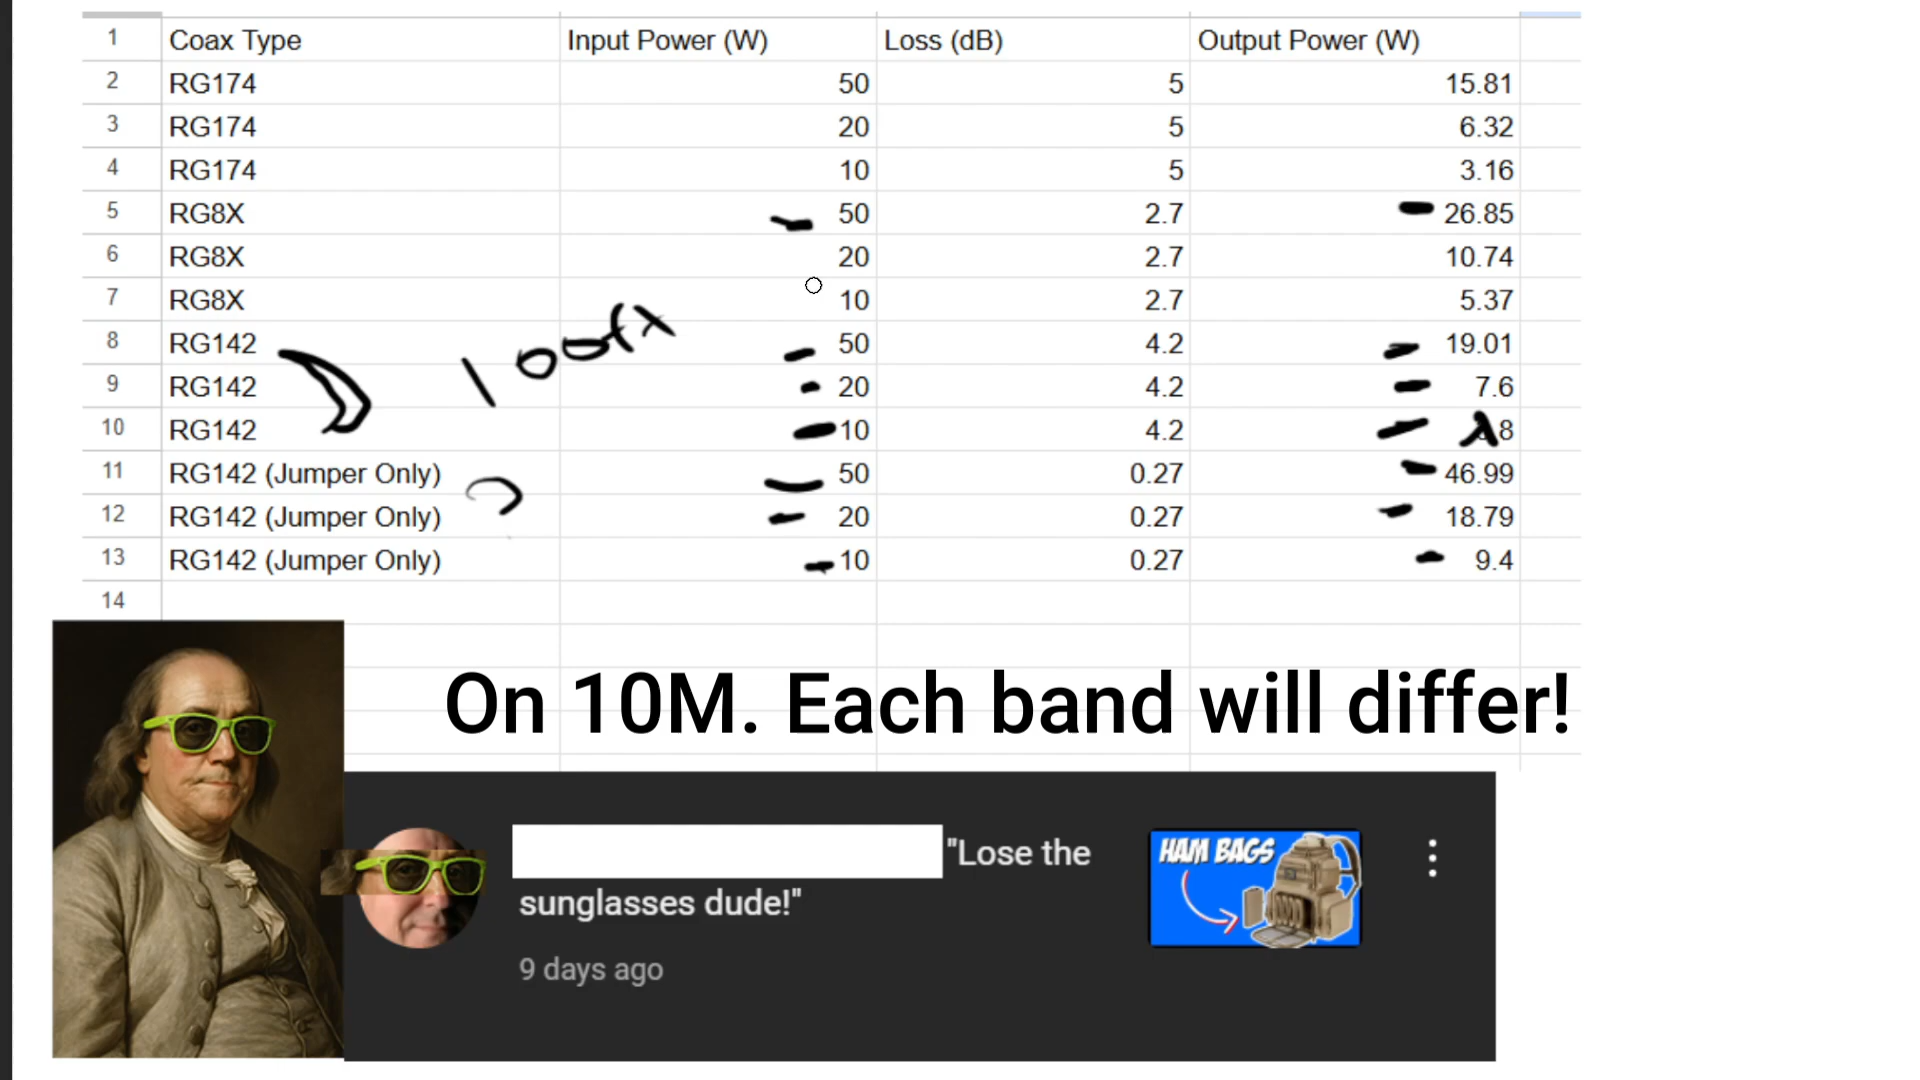 1 Coax Type Input Power (W) Loss (dB) Output Power (W)
2 RG174 50 5 15.81
3 RG174 20 5 6.32
4 RG174 10 5 3.16
5 RG8X 50 2.7 26.85
6 RG8X 20 2.7 10.74
7 RG8X 10 2.7 5.37
8 RG142 50 4.2 19.01
9 RG142 20 4.2 7.6
10 RG142 10 4.2 8
100ft
11 RG142 (Jumper Only) 50 0.27 46.99
12 RG142 (Jumper Only) 20 0.27 18.79
13 RG142 (Jumper Only) 10 0.27 9.4
14
On 10M. Each band will differ!
"Lose the
sunglasses dude!"
9 days ago
HAM BAGS